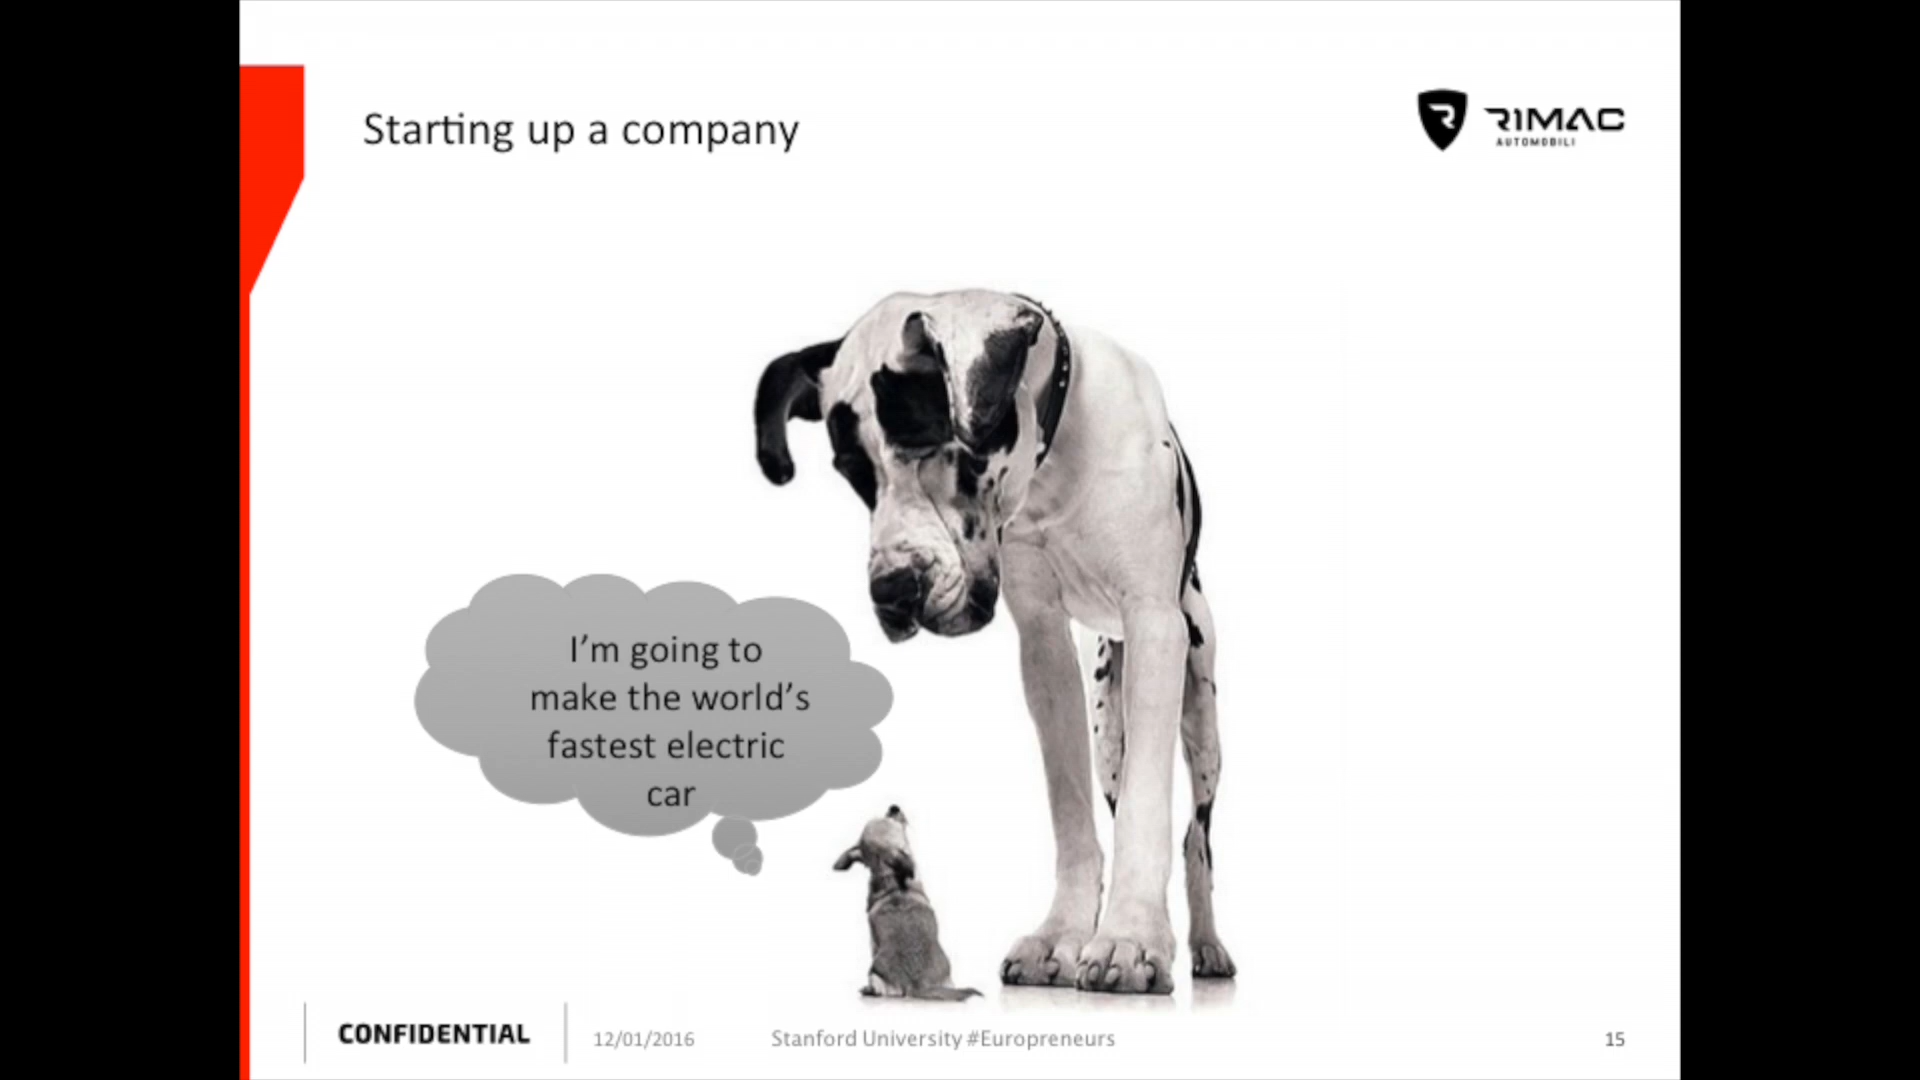 Starting up a company
RIMAC
AUTOMOBILI
I'm going to
make the world's
fastest electric
car
CONFIDENTIAL
12/01/2016
Stanford University #Europreneurs
15